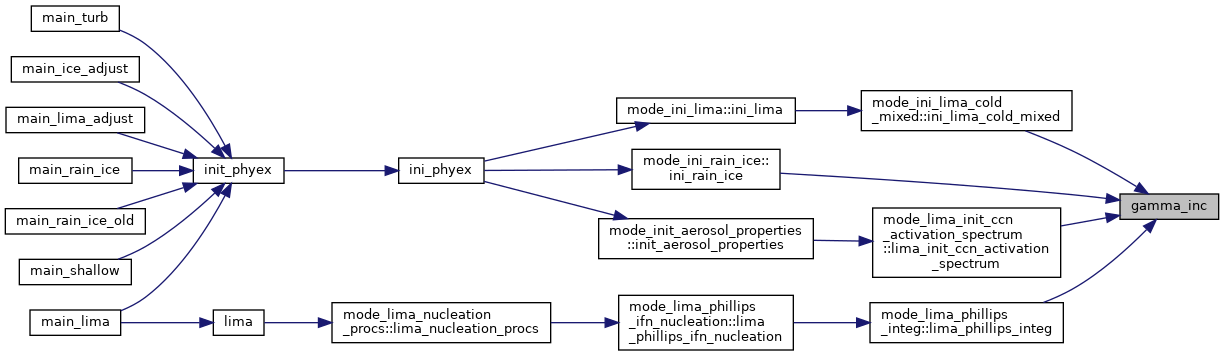 main_turb
main_ice_adjust
main_lima_adjust
main_rain_ice
main_rain_ice_old
main_shallow
main_lima
init_phyex
lima
ini_phyex
mode_lima_nucleation
_procs::lima_nucleation_procs
mode_ini_lima::ini_lima
mode_ini_rain_ice::
ini_rain_ice
mode_init_aerosol_properties
::init_aerosol_properties
mode_lima_phillips
_ifn_nucleation::lima
_phillips_ifn_nucleation
mode_ini_lima_cold
_mixed::ini_lima_cold_mixed
mode_lima_init_ccn
_activation_spectrum
::lima_init_ccn_activation
_spectrum
mode_lima_phillips
_integ::lima_phillips_integ
gamma_inc